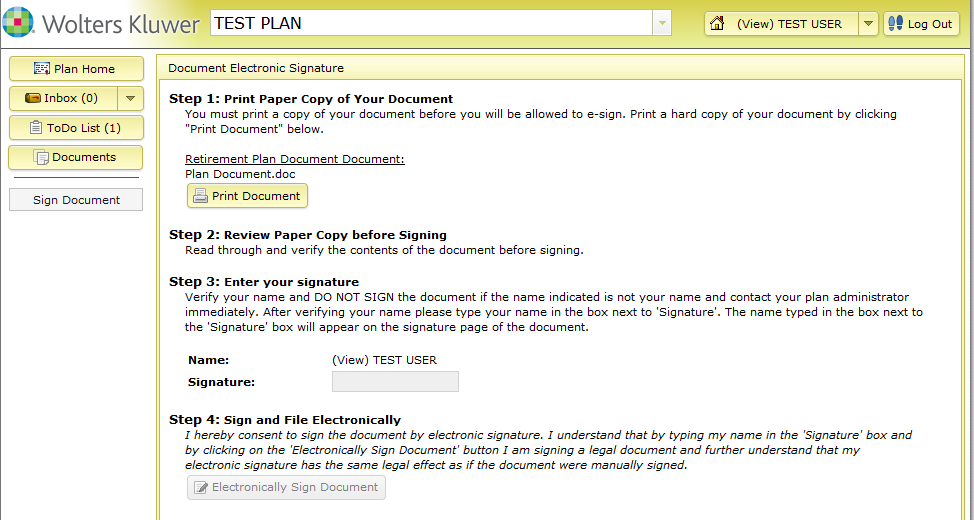 Wolters Kluwer
TEST PLAN
(View) TEST USER
Log Out
Plan Home
Inbox (0)
ToDo List (1)
Documents
Sign Document
Document Electronic Signature
Step 1: Print Paper Copy of Your Document
You must print a copy of your document before you will be allowed to e-sign. Print a hard copy of your document by clicking
"Print Document" below.
Retirement Plan Document Document:
Plan Document.doc
Print Document
Step 2: Review Paper Copy before Signing
Read through and verify the contents of the document before signing.
Step 3: Enter your signature
Verify your name and DO NOT SIGN the document if the name indicated is not your name and contact your plan administrator
immediately. After verifying your name please type your name in the box next to 'Signature'. The name typed in the box next to
the 'Signature' box will appear on the signature page of the document.
Name: (View) TEST USER
Signature:
Step 4: Sign and File Electronically
I hereby consent to sign the document by electronic signature. I understand that by typing my name in the 'Signature' box and
by clicking on the 'Electronically Sign Document' button I am signing a legal document and further understand that my
electronic signature has the same legal effect as if the document were manually signed.
Electronically Sign Document